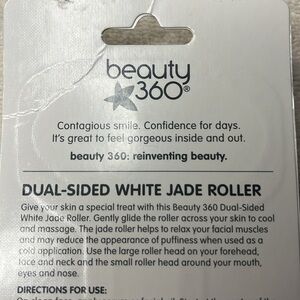 beauty
360®
Contagious smile. Confidence for days.
It's great to feel gorgeous inside and out.
beauty 360: reinventing beauty.
DUAL-SIDED WHITE JADE ROLLER
Give your skin a special treat with this Beauty 360 Dual-Sided
White Jade Roller. Gently glide the roller across your skin to cool
and massage. The jade roller helps to relax your facial muscles
and may reduce the appearance of puffiness when used as a
cold application. Use the large roller head on your forehead,
face and neck and the small roller head around your mouth,
eyes and nose.
DIRECTIONS FOR USE: